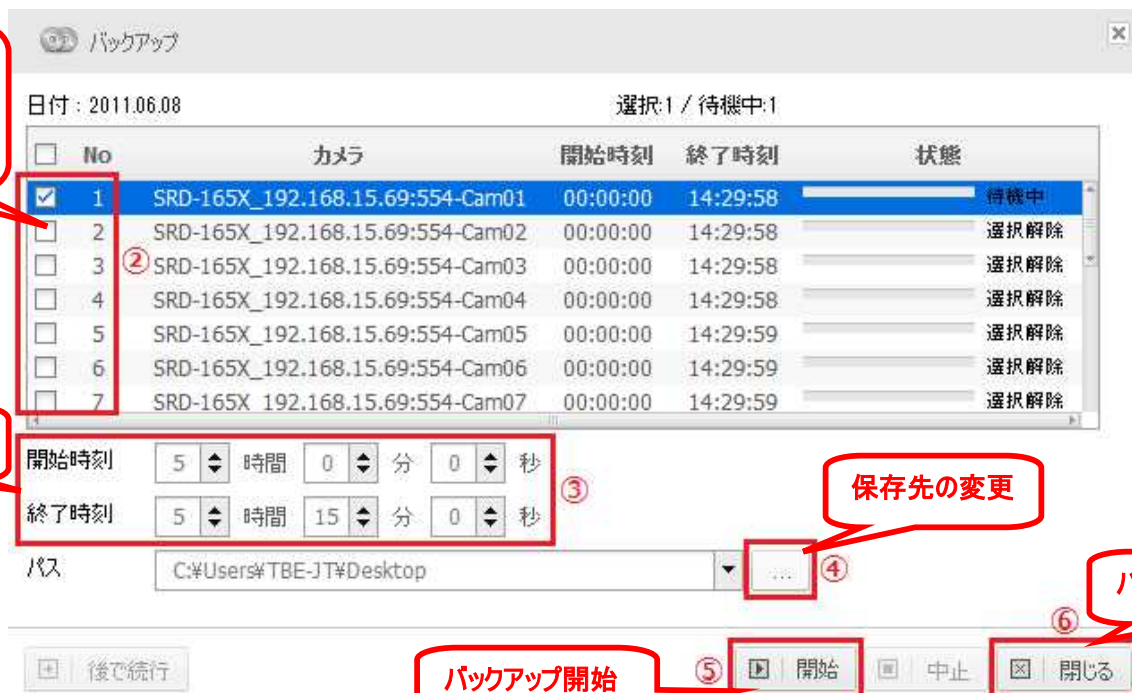 バックアップ
日付 : 2011.06.08 選択:1 / 待機中:1
No カメラ 開始時刻 終了時刻 状態
1 SRD-165X_192.168.15.69:554-Cam01 00:00:00 14:29:58 待機中
2 SRD-165X_192.168.15.69:554-Cam02 00:00:00 14:29:58 選択解除
② 3 SRD-165X_192.168.15.69:554-Cam03 00:00:00 14:29:58 選択解除
4 SRD-165X_192.168.15.69:554-Cam04 00:00:00 14:29:58 選択解除
5 SRD-165X_192.168.15.69:554-Cam05 00:00:00 14:29:59 選択解除
6 SRD-165X_192.168.15.69:554-Cam06 00:00:00 14:29:59 選択解除
7 SRD-165X_192.168.15.69:554-Cam07 00:00:00 14:29:59 選択解除
開始時刻 5 時間 0 分 0 秒
③
保存先の変更
終了時刻 5 時間 15 分 0 秒
パス C:¥Users¥TBE-JT¥Desktop ... ④
⑥
後で続行 バックアップ開始 ⑤ 開始 中止 閉じる